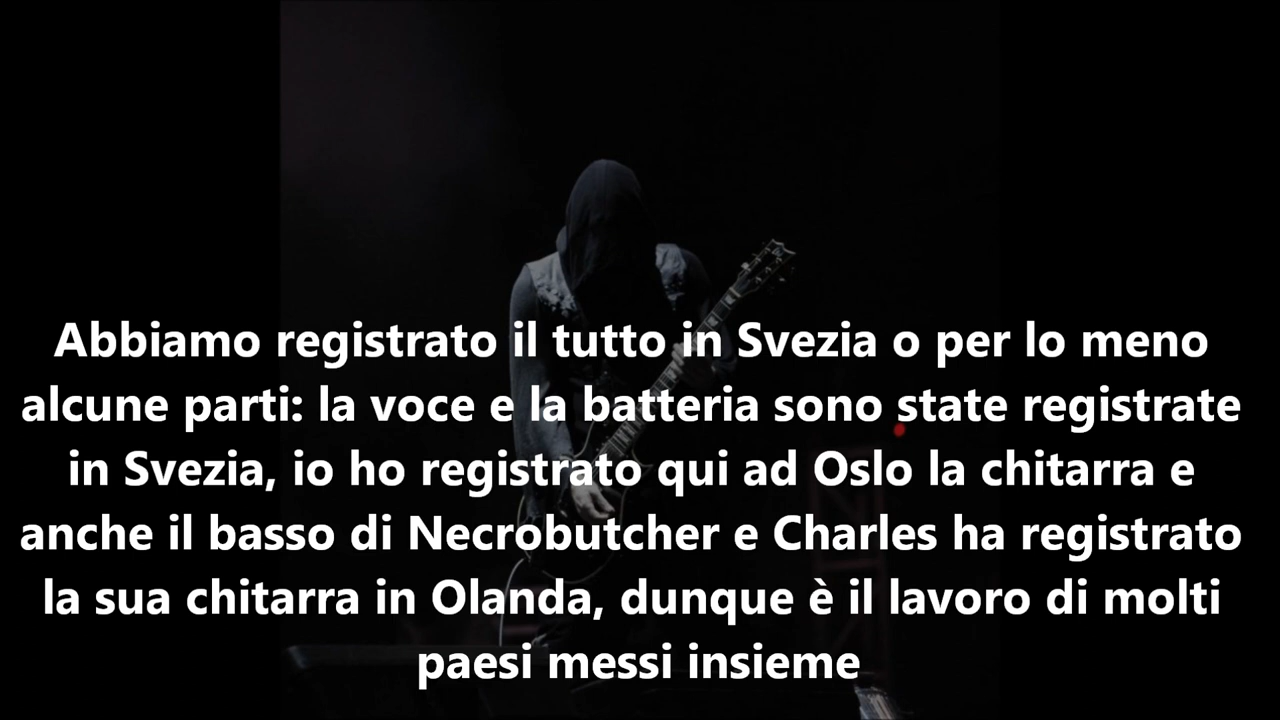 Abbiamo registrato il tutto in Svezia o per lo meno
alcune parti: la voce e la batteria sono state registrate
in Svezia, io ho registrato qui ad Oslo la chitarra e
anche il basso di Necrobutcher e Charles ha registrato
la sua chitarra in Olanda, dunque è il lavoro di molti
paesi messi insieme